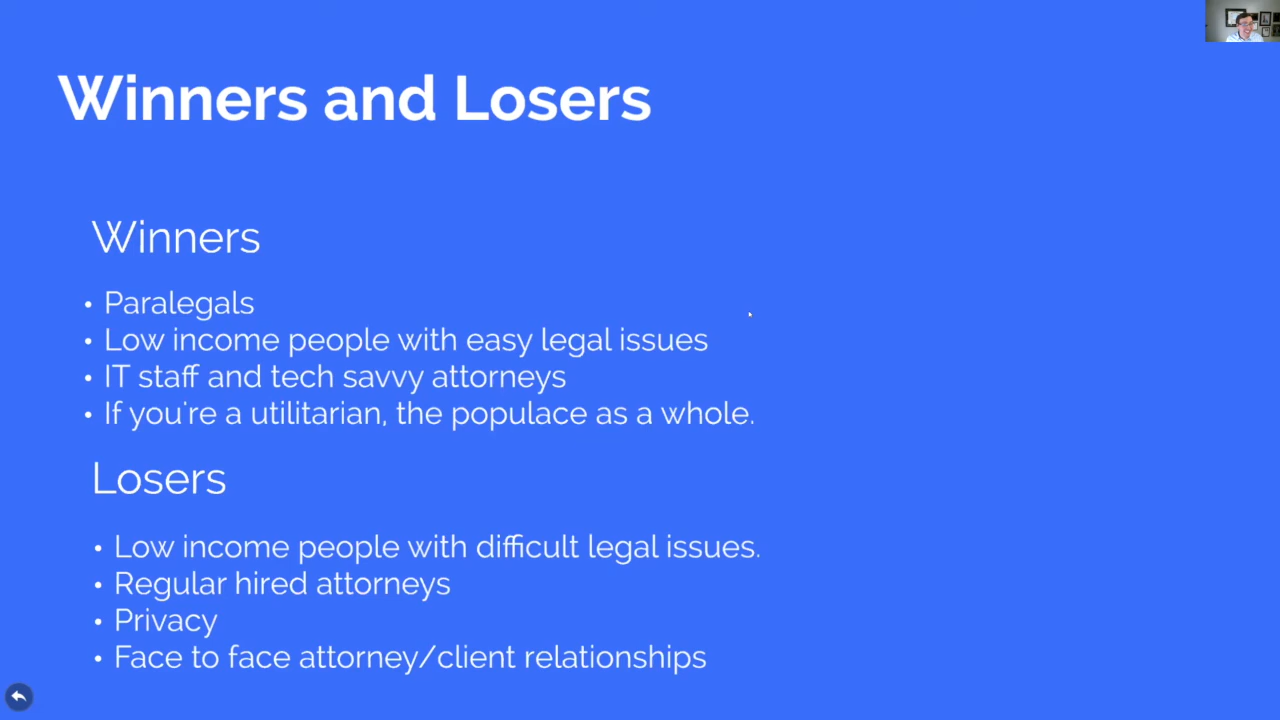 Winners and Losers
Winners
• Paralegals
• Low income people with easy legal issues
• IT staff and tech savvy attorneys
• If you're a utilitarian, the populace as a whole.
Losers
• Low income people with difficult legal issues.
• Regular hired attorneys
• Privacy
• Face to face attorney/client relationships